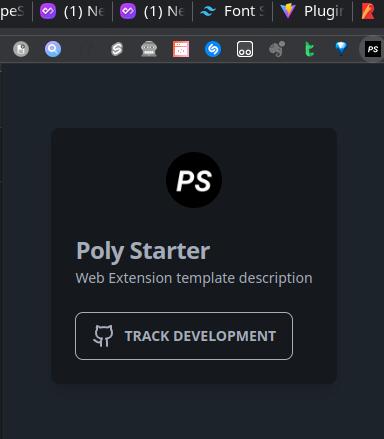 peS
(1) Ne
(1) Ne
Font S
Plugin
PS
PS
Poly Starter
Web Extension template description
TRACK DEVELOPMENT